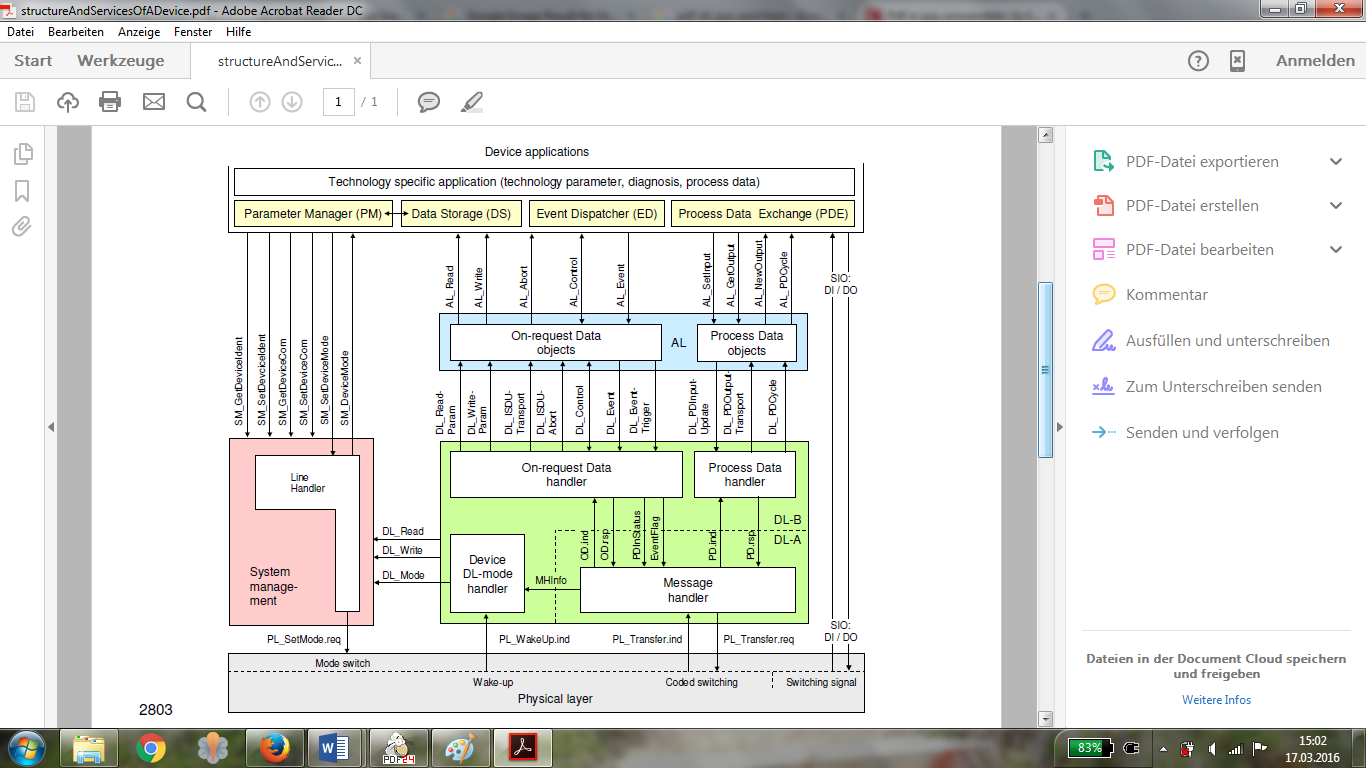 structureAndServicesOfADevice.pdf - Adobe Acrobat Reader DC
Datei Bearbeiten Anzeige Fenster Hilfe
Start Werkzeuge structureAndServic... × Anmelden
1 / 1
Device applications
Technology specific application (technology parameter, diagnosis, process data)
Parameter Manager (PM) Data Storage (DS) Event Dispatcher (ED) Process Data Exchange (PDE)
SM_GetDeviceIdent
SM_SetDevciceIdent
SM_GetDeviceCom
SM_SetDeviceCom
SM_SetDeviceMode
SM_DeviceMode
AL_Read
AL_Write
AL_Abort
AL_Control
AL_Event
AL_SetInput
AL_GetOutput
AL_NewOutput
AL_PDCycle
SIO:
DI / DO
On-request Data
objects
AL
Process Data
objects
DL_Read-
Param
DL_Write-
Param
DL_ISDU-
Transport
DL_ISDU-
Abort
DL_Control
DL_Event
DL_Event-
Trigger
DL_PDInput-
Update
DL_PDOutput-
Transport
DL_PDCycle
On-request Data
handler
Process Data
handler
Line
Handler
System
manage-
ment
DL_Read
DL_Write
DL_Mode
OD.ind
OD.rsp
PDInStatus
EventFlag
PD.ind
PD.rsp
DL-B
DL-A
Device
DL-mode
handler
MHInfo
Message
handler
SIO:
DI / DO
PL_SetMode.req PL_WakeUp.ind PL_Transfer.ind PL_Transfer.req
Mode switch
Wake-up Coded switching Switching signal
Physical layer
2803
PDF-Datei exportieren
PDF-Datei erstellen
PDF-Datei bearbeiten
Kommentar
Ausfüllen und unterschreiben
Zum Unterschreiben senden
Senden und verfolgen
Dateien in der Document Cloud speichern
und freigeben
Weitere Infos
PDF24
83%
15:02
17.03.2016